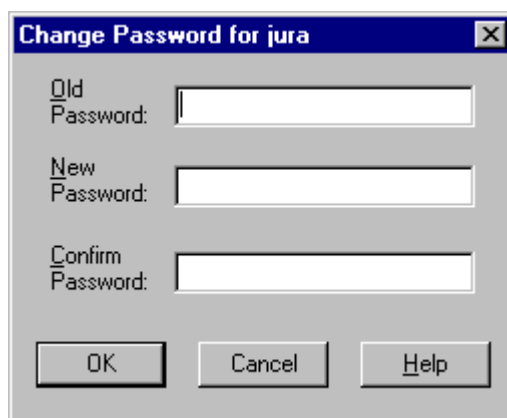 Change Password for jura
Old
Password:
New
Password:
Confirm
Password:
OK Cancel Help